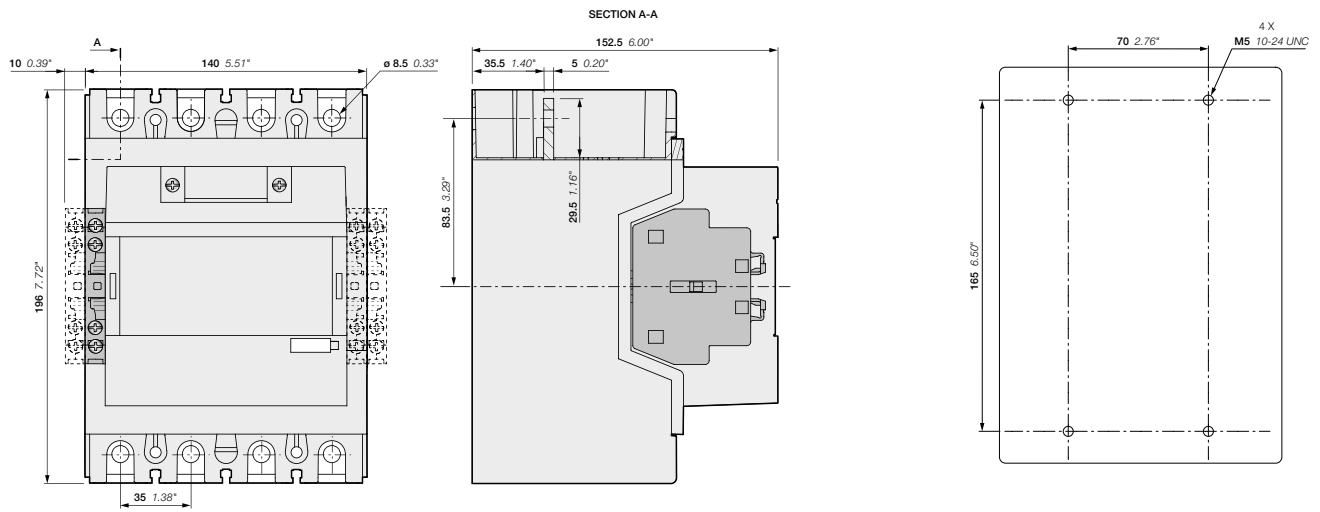 SECTION A-A
A
10 0.39"
140 5.51"
ø 8.5 0.33"
196 7.72"
35 1.38"
152.5 6.00"
35.5 1.40"
5 0.20"
83.5 3.29"
29.5 1.16"
4 X
M5 10-24 UNC
70 2.76"
165 6.50"